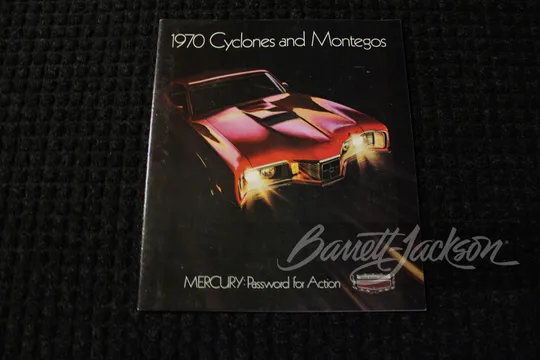 1970 Cyclones and Montegos
Barrett-Jackson
MERCURY: Password for Action